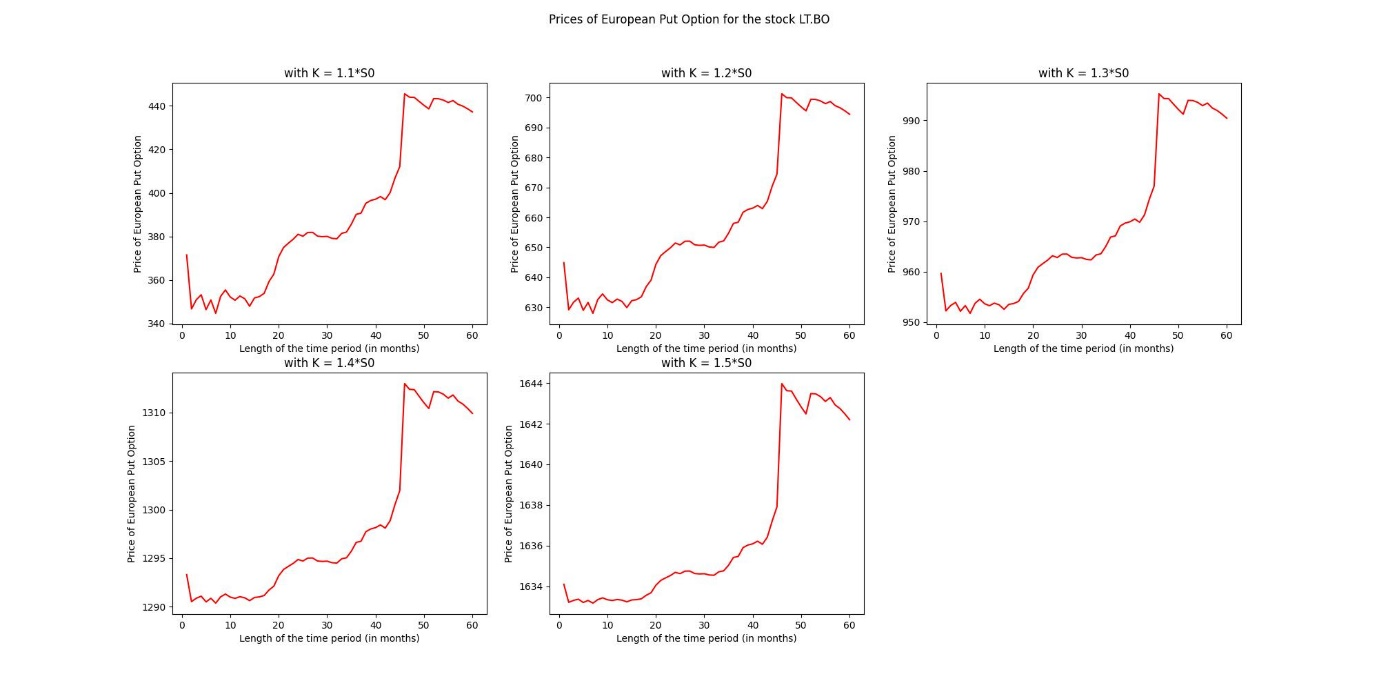 Prices of European Put Option for the stock LT.BO
with K = 1.1*S0
Price of European Put Option
440
420
400
380
360
340
0 10 20 30 40 50 60
Length of the time period (in months)
with K = 1.2*S0
Price of European Put Option
700
690
680
670
660
650
640
630
0 10 20 30 40 50 60
Length of the time period (in months)
with K = 1.3*S0
Price of European Put Option
990
980
970
960
950
0 10 20 30 40 50 60
Length of the time period (in months)
with K = 1.4*S0
Price of European Put Option
1310
1305
1300
1295
1290
0 10 20 30 40 50 60
Length of the time period (in months)
with K = 1.5*S0
Price of European Put Option
1644
1642
1640
1638
1636
1634
0 10 20 30 40 50 60
Length of the time period (in months)